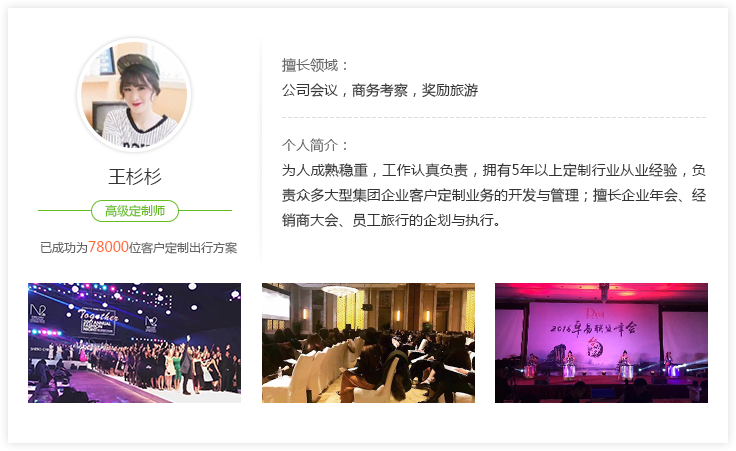 王杉杉
高级定制师
已成功为78000位客户定制出行方案
擅长领域：
公司会议，商务考察，奖励旅游
个人简介：
为人成熟稳重，工作认真负责，拥有5年以上定制行业从业经验，负
责众多大型集团企业客户定制业务的开发与管理；擅长企业年会、经
销商大会、员工旅行的企划与执行。
Together